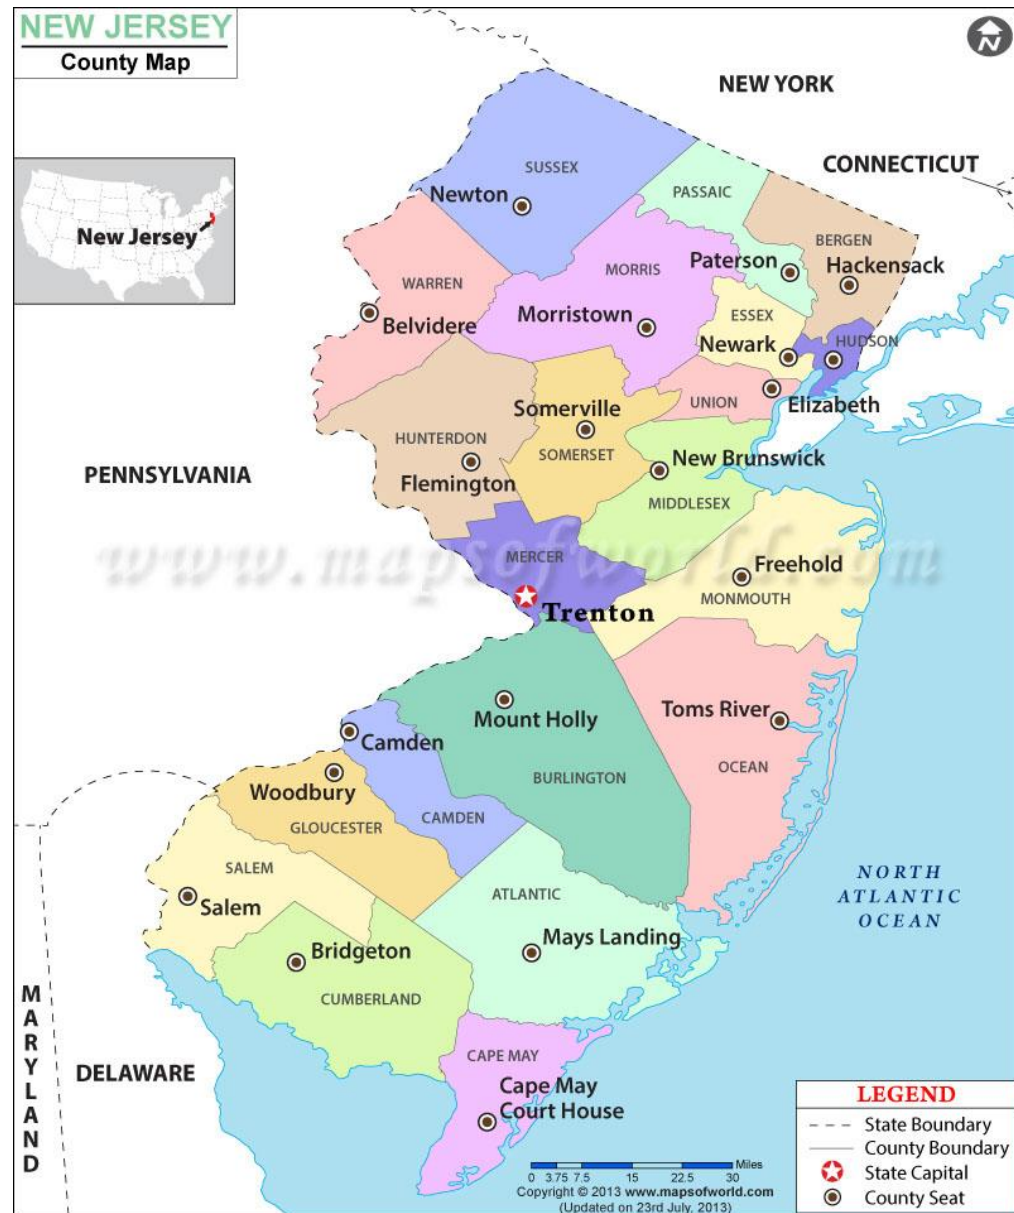 NEW JERSEY
County Map
N
NEW YORK
CONNECTICUT
New Jersey
SUSSEX
Newton
PASSAIC
BERGEN
Hackensack
Paterson
MORRIS
WARREN
Belvidere
Morristown
ESSEX
Newark
HUDSON
UNION
Elizabeth
Somerville
SOMERSET
HUNTERDON
Flemington
New Brunswick
MIDDLESEX
PENNSYLVANIA
www.mapsofworld.com
MERCER
Freehold
MONMOUTH
Trenton
Mount Holly
Toms River
Camden
BURLINGTON
OCEAN
Woodbury
GLOUCESTER
CAMDEN
SALEM
Salem
ATLANTIC
NORTH
ATLANTIC
OCEAN
Bridgeton
Mays Landing
CUMBERLAND
MARYLAND
DELAWARE
CAPE MAY
Cape May
Court House
LEGEND
State Boundary
County Boundary
State Capital
County Seat
Miles
0 3.75 7.5 15 22.5 30
Copyright © 2013 www.mapsofworld.com
(Updated on 23rd July, 2013)